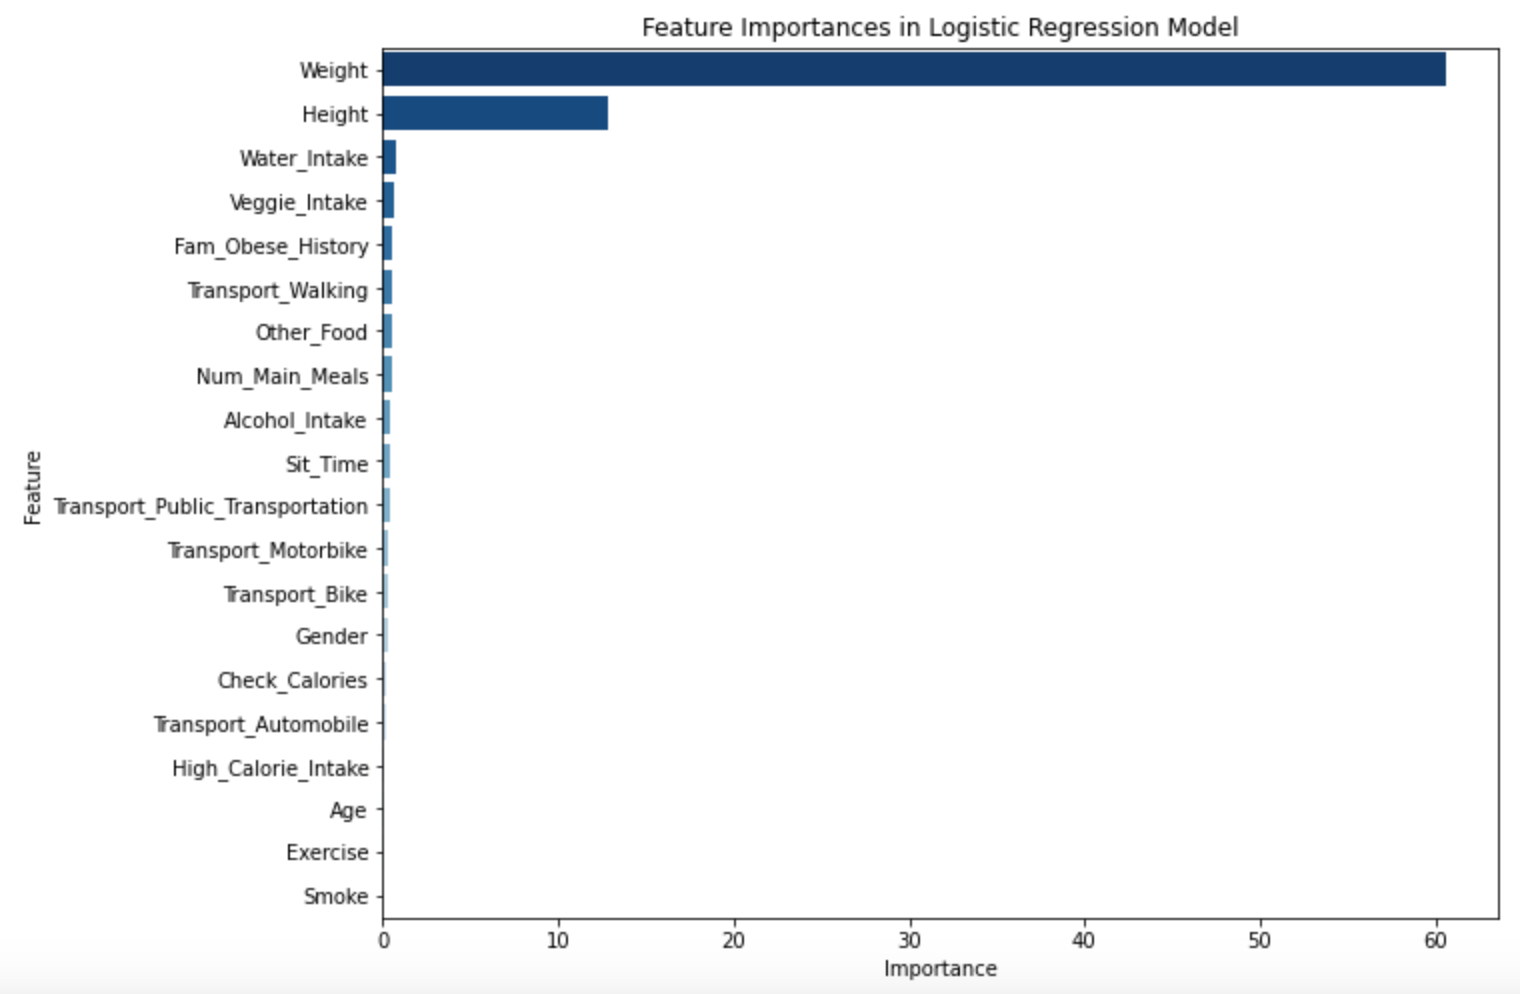 Feature Importances in Logistic Regression Model
Weight
Height
Water_Intake
Veggie_Intake
Fam_Obese_History
Transport_Walking
Other_Food
Num_Main_Meals
Alcohol_Intake
Sit_Time
Transport_Public_Transportation
Transport_Motorbike
Transport_Bike
Gender
Check_Calories
Transport_Automobile
High_Calorie_Intake
Age
Exercise
Smoke
Feature
0 10 20 30 40 50 60
Importance